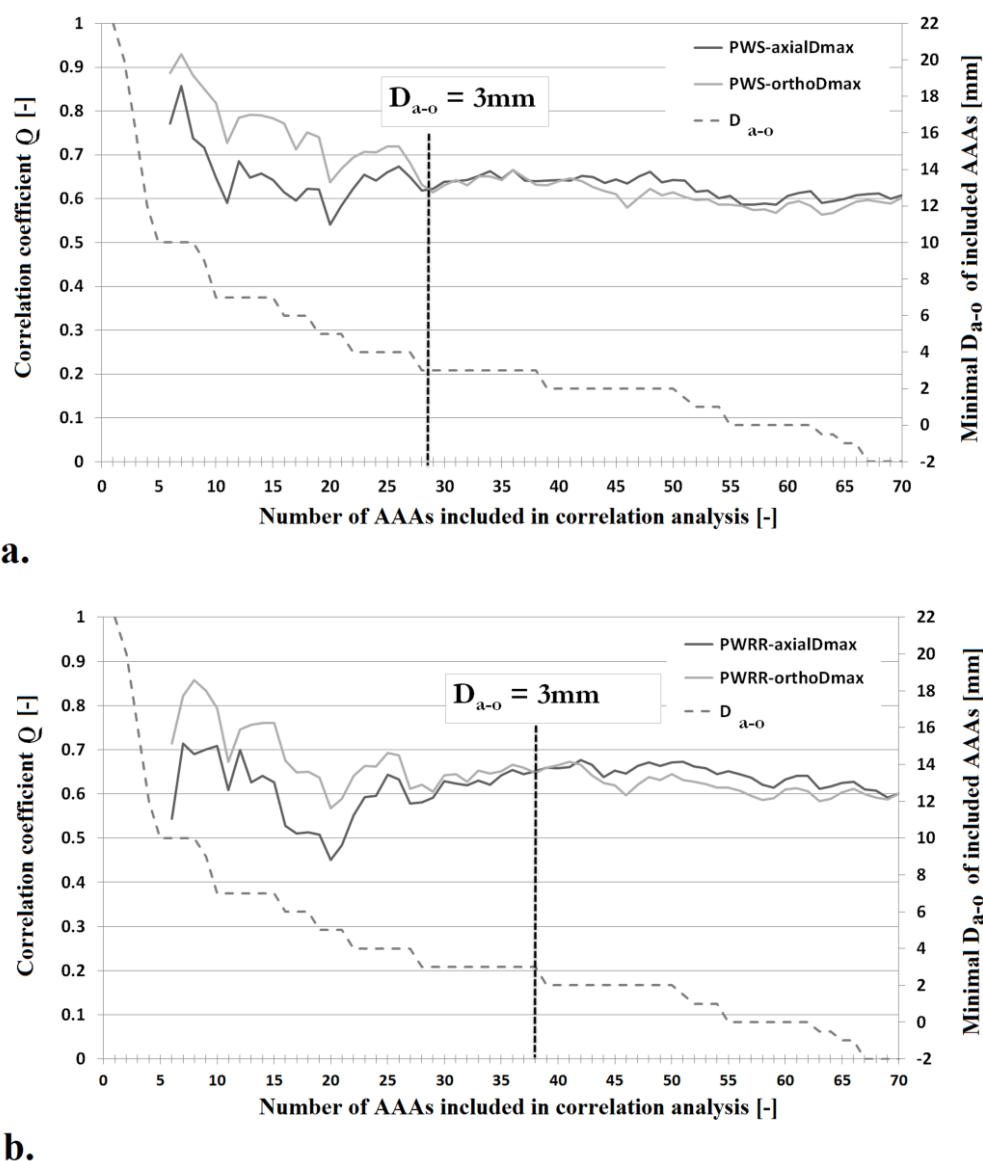 1
0.9
0.8
0.7
0.6
0.5
0.4
0.3
0.2
0.1
0
Correlation coefficient Q [-]
PWS-axialDmax
PWS-orthoDmax
D a-o
Da-o = 3mm
22
20
18
16
14
12
10
8
6
4
2
0
-2
Minimal Da-o of included AAAs [mm]
0 5 10 15 20 25 30 35 40 45 50 55 60 65 70
Number of AAAs included in correlation analysis [-]
a.
1
0.9
0.8
0.7
0.6
0.5
0.4
0.3
0.2
0.1
0
Correlation coefficient Q [-]
PWRR-axialDmax
PWRR-orthoDmax
D a-o
Da-o = 3mm
22
20
18
16
14
12
10
8
6
4
2
0
-2
Minimal Da-o of included AAAs [mm]
0 5 10 15 20 25 30 35 40 45 50 55 60 65 70
Number of AAAs included in correlation analysis [-]
b.